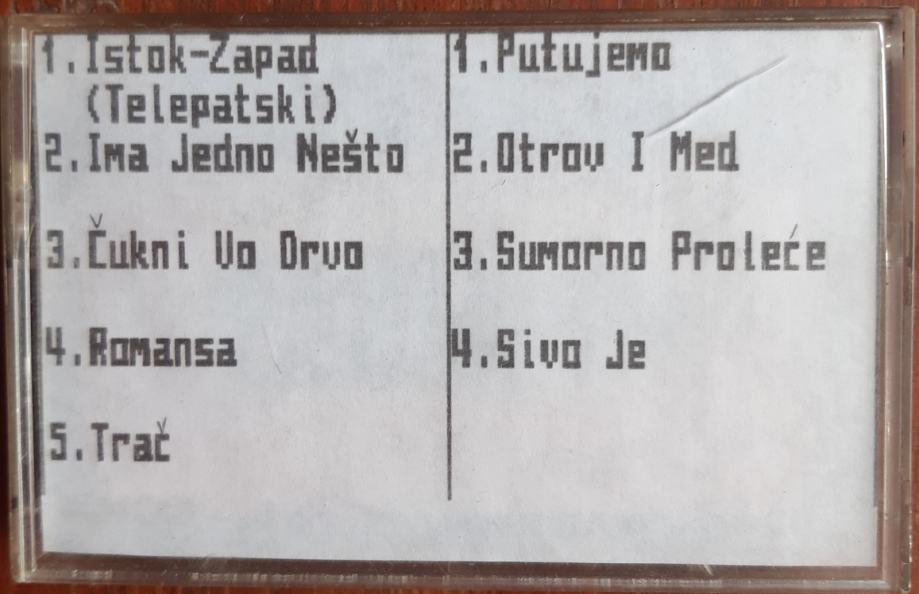 1.Istok-Zapad
(Telepatski)
2.Ima Jedno Nešto
3.Čukni Vo Drvo
4.Romansa
5.Trač
1.Putujemo
2.Otrov I Med
3.Sumorno Proleće
4.Sivo Je